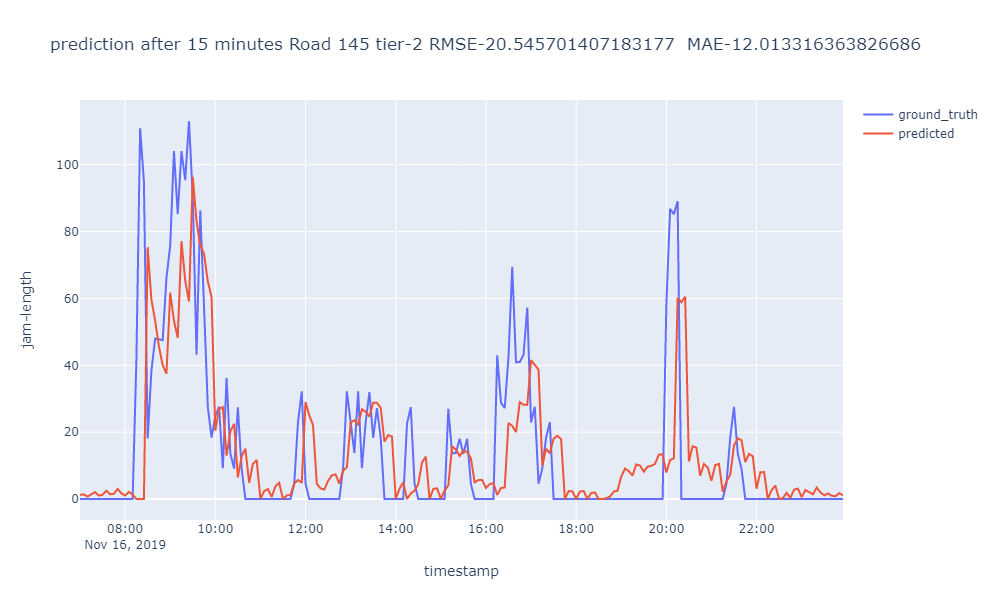 prediction after 15 minutes Road 145 tier-2 RMSE-20.545701407183177 MAE-12.013316363826686
ground_truth
predicted
100
80
60
40
20
0
jam-length
08:00 10:00 12:00 14:00 16:00 18:00 20:00 22:00
Nov 16, 2019
timestamp